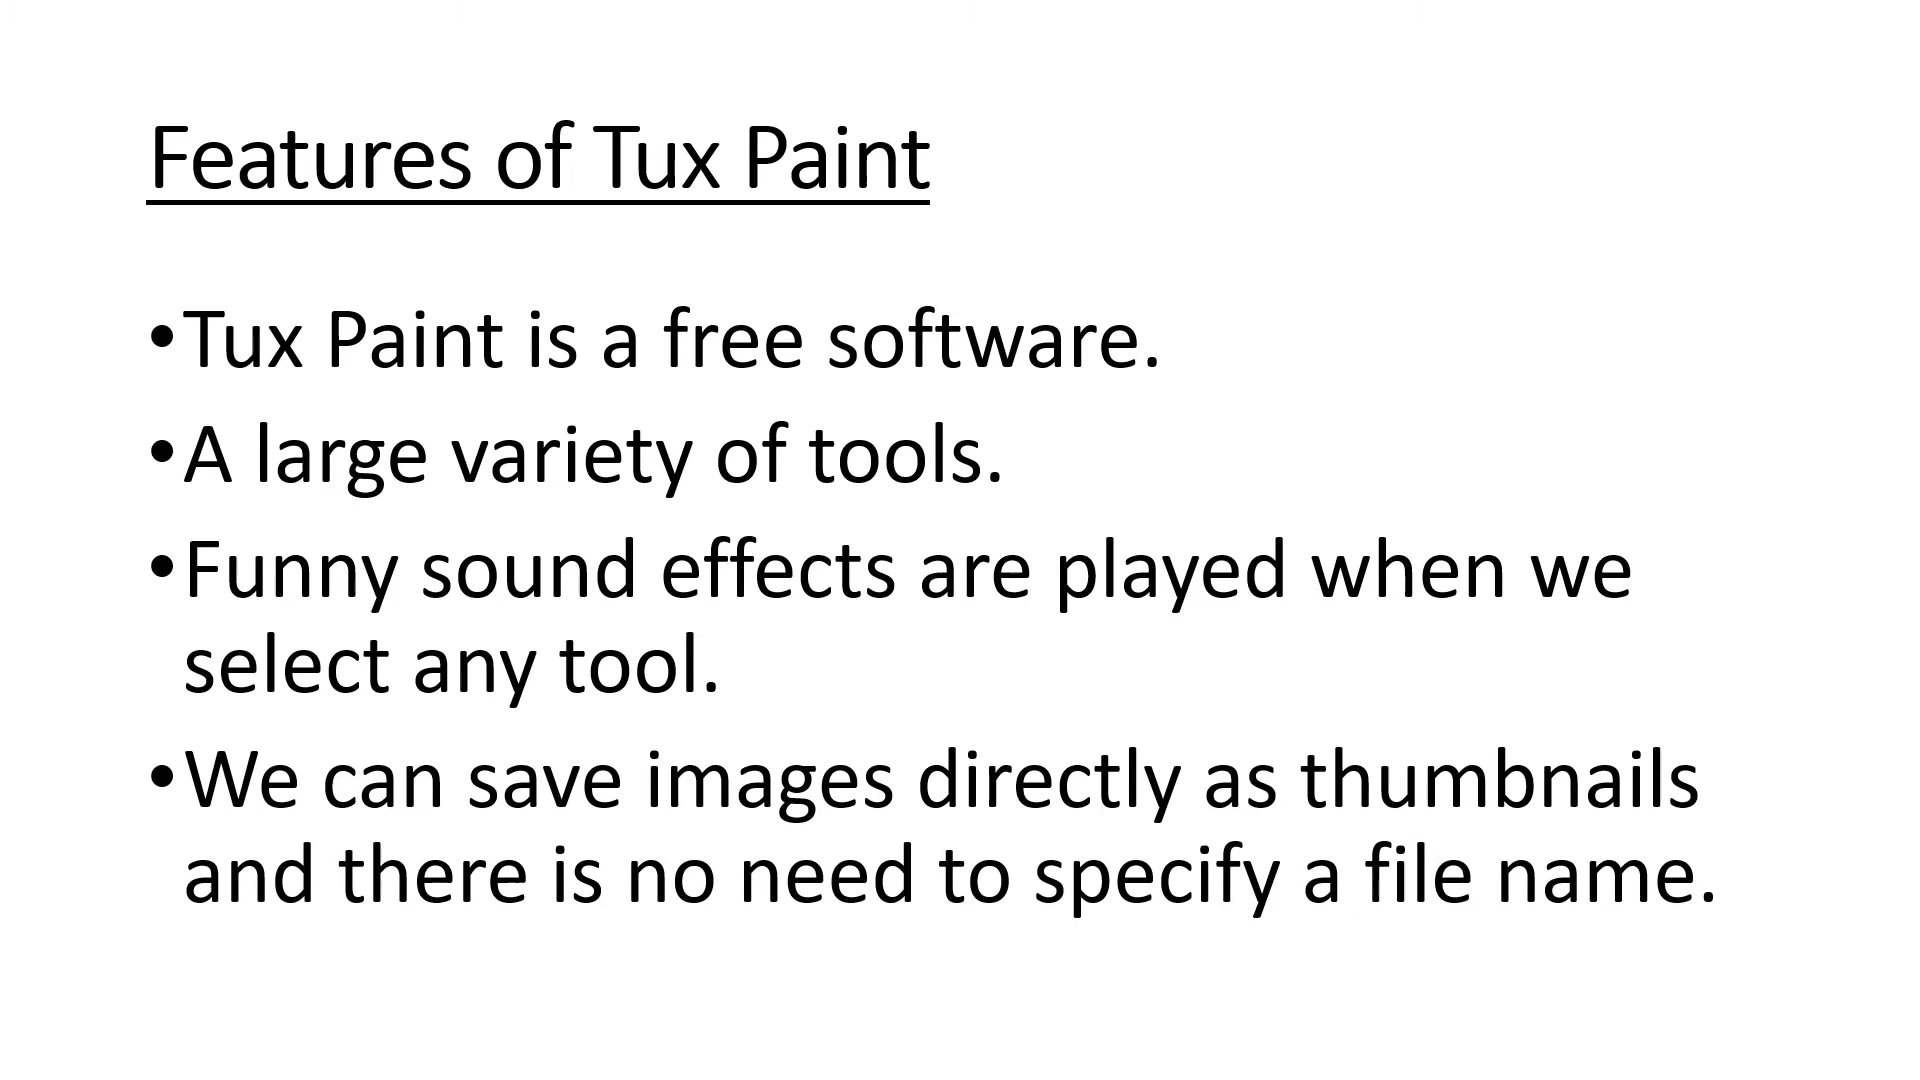 Features of Tux Paint
•Tux Paint is a free software.
•A large variety of tools.
•Funny sound effects are played when we
select any tool.
•We can save images directly as thumbnails
and there is no need to specify a file name.